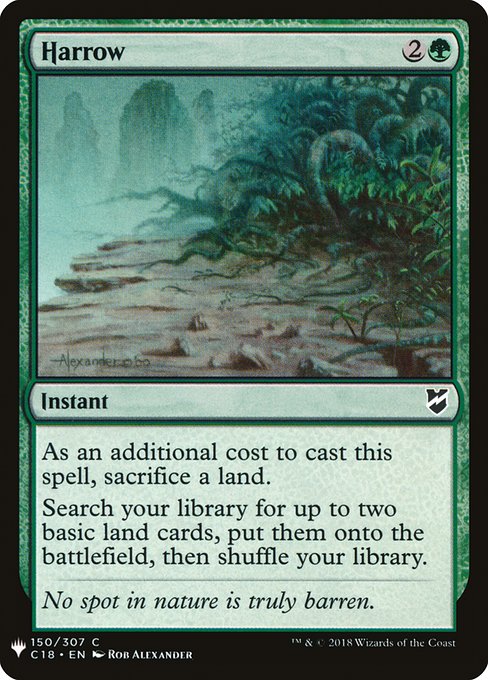 Harrow 2
Alexander
Instant
As an additional cost to cast this
spell, sacrifice a land.
Search your library for up to two
basic land cards, put them onto the
battlefield, then shuffle your library.
No spot in nature is truly barren.
150/307 C
C18 • EN Rob Alexander
™ & © 2018 Wizards of the Coast